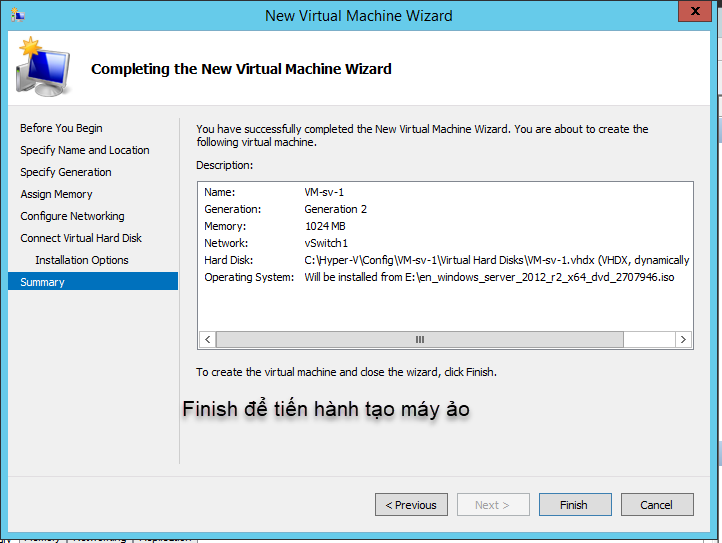 New Virtual Machine Wizard
x
Completing the New Virtual Machine Wizard
Before You Begin
Specify Name and Location
Specify Generation
Assign Memory
Configure Networking
Connect Virtual Hard Disk
Installation Options
Summary
You have successfully completed the New Virtual Machine Wizard. You are about to create the
following virtual machine.
Description:
Name: VM-sv-1
Generation: Generation 2
Memory: 1024 MB
Network: vSwitch1
Hard Disk: C:\Hyper-V\Config\VM-sv-1\Virtual Hard Disks\VM-sv-1.vhdx (VHDX, dynamically
Operating System: Will be installed from E:\en_windows_server_2012_r2_x64_dvd_2707946.iso
To create the virtual machine and close the wizard, click Finish.
Finish để tiến hành tạo máy ảo
< Previous
Next >
Finish
Cancel